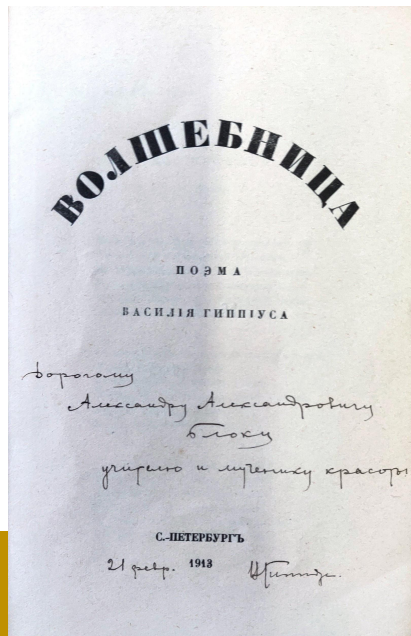 ВОЛШЕБНИЦА
ПОЭМА
ВАСИЛІЯ ГИППІУСА
Дорогому
Александру Александровичу
Блоку
учителю и мученику красоты
С.-ПЕТЕРБУРГЪ
21 февр. 1913